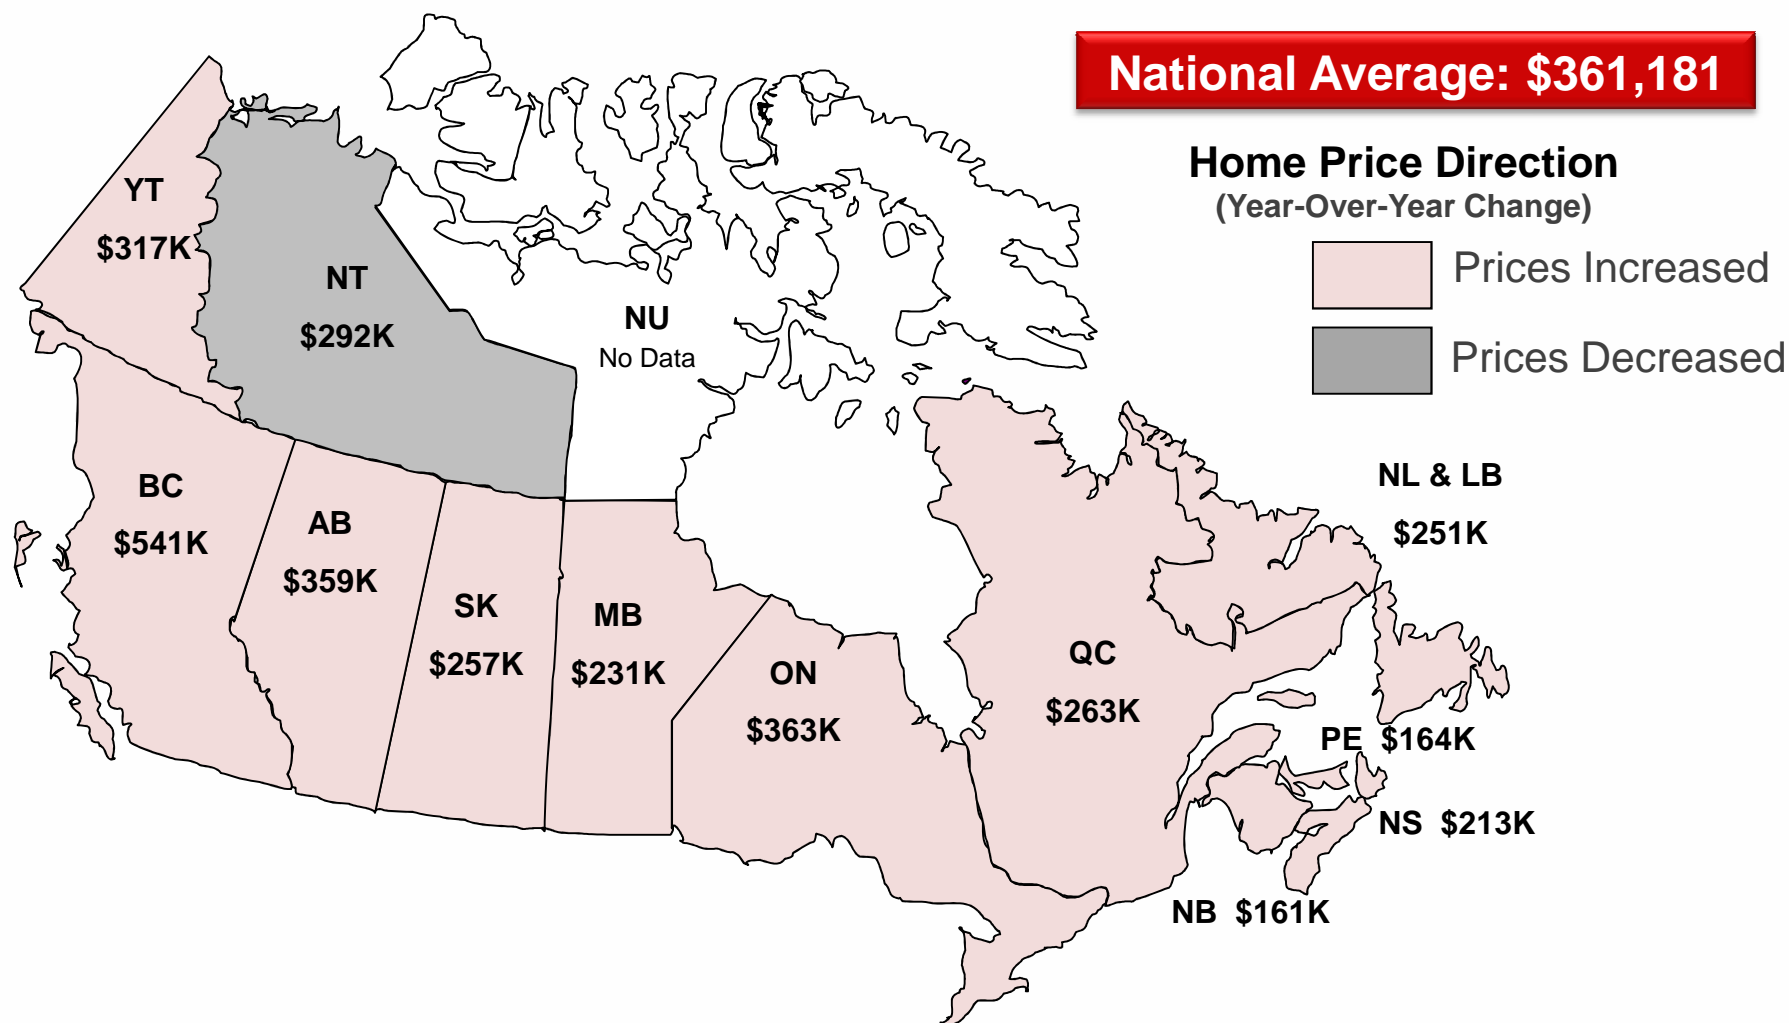 National Average: $361,181
Home Price Direction
(Year-Over-Year Change)
Prices Increased
Prices Decreased
YT
$317K
NT
$292K
NU
No Data
BC
$541K
AB
$359K
SK
$257K
MB
$231K
ON
$363K
QC
$263K
NL & LB
$251K
PE $164K
NS $213K
NB $161K